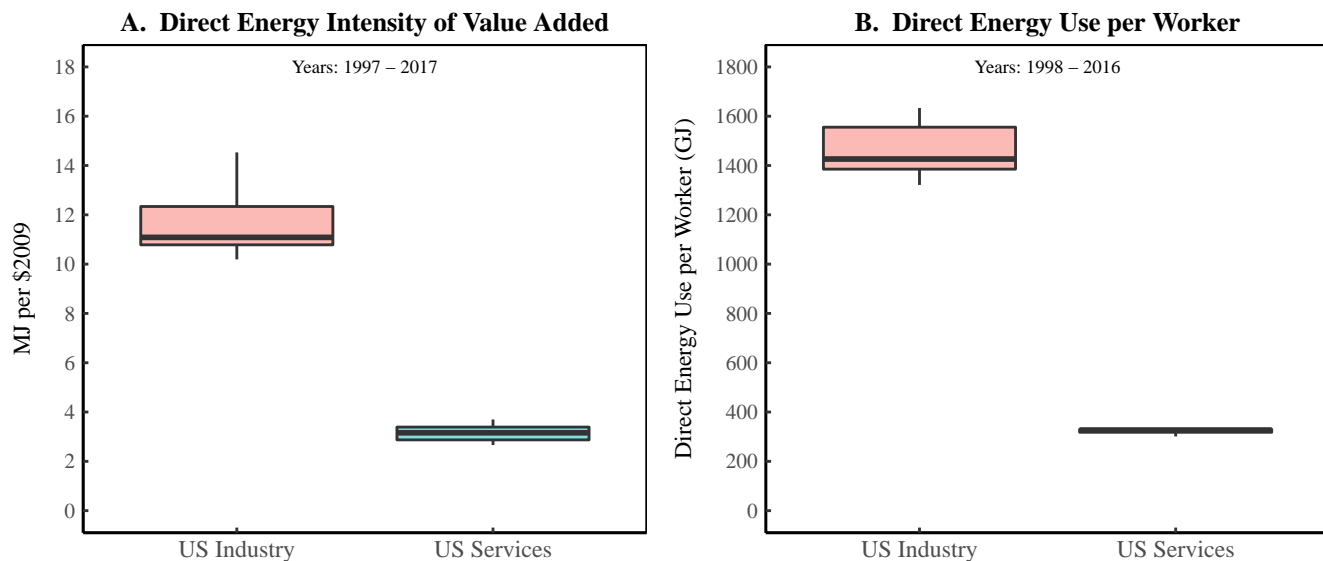 A. Direct Energy Intensity of Value Added
Years: 1997 – 2017
MJ per $2009
18
16
14
12
10
8
6
4
2
0
US Industry
US Services
B. Direct Energy Use per Worker
Years: 1998 – 2016
Direct Energy Use per Worker (GJ)
1800
1600
1400
1200
1000
800
600
400
200
0
US Industry
US Services